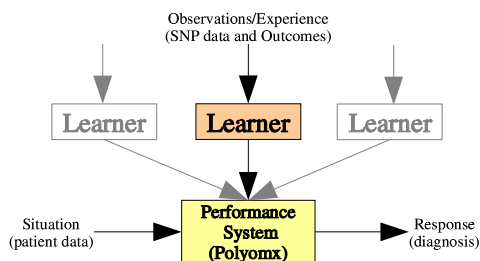 Observations/Experience
(SNP data and Outcomes)
Learner
Learner
Learner
Situation
(patient data)
Performance
System
(Polyomx)
Response
(diagnosis)